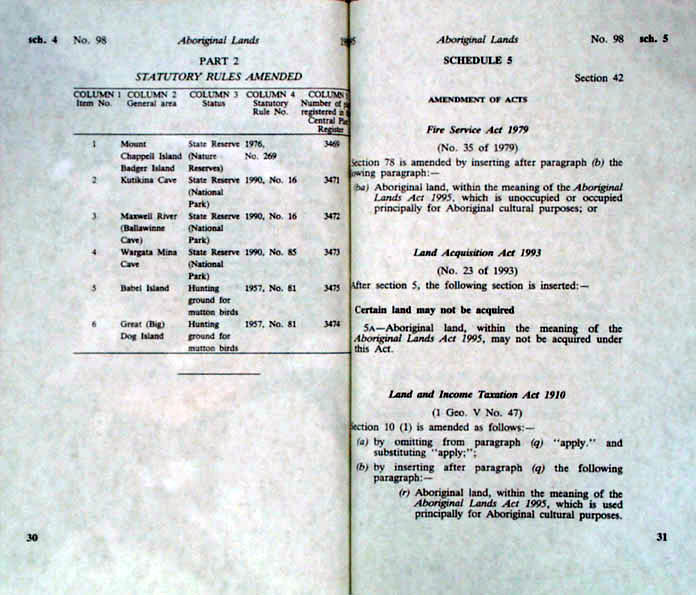 sch. 4 No. 98 Aboriginal Lands
PART 2
STATUTORY RULES AMENDED
COLUMN 1 COLUMN 2 COLUMN 3 COLUMN 4 COLUMN
Item No. General area Status Statutory Number of
Rule No. registered in
Central
Register
1 Mount State Reserve 1976, 3469
Chappell Island (Nature No. 269
Badger Island Reserves)
2 Kutikina Cave State Reserve 1990, No. 16 3471
(National
Park)
3 Maxwell River State Reserve 1990, No. 16 3472
(Ballawinne (National
Cave) Park)
4 Wargata Mina State Reserve 1990, No. 85 3473
Cave (National
Park)
5 Babel Island Hunting 1957, No. 81 3475
ground for
mutton birds
6 Great (Big) Hunting 1957, No. 81 3474
Dog Island ground for
mutton birds
30
Aboriginal Lands No. 98 sch. 5
SCHEDULE 5
Section 42
AMENDMENT OF ACTS
Fire Service Act 1979
(No. 35 of 1979)
Section 78 is amended by inserting after paragraph (b) the
owing paragraph:—
(ba) Aboriginal land, within the meaning of the Aboriginal
Lands Act 1995, which is unoccupied or occupied
principally for Aboriginal cultural purposes; or
Land Acquisition Act 1993
(No. 23 of 1993)
After section 5, the following section is inserted:—
Certain land may not be acquired
5A—Aboriginal land, within the meaning of the
Aboriginal Lands Act 1995, may not be acquired under
this Act.
Land and Income Taxation Act 1910
(1 Geo. V No. 47)
Section 10 (1) is amended as follows:—
(a) by omitting from paragraph (q) "apply." and
substituting "apply;";
(b) by inserting after paragraph (q) the following
paragraph:—
(r) Aboriginal land, within the meaning of the
Aboriginal Lands Act 1995, which is used
principally for Aboriginal cultural purposes.
31